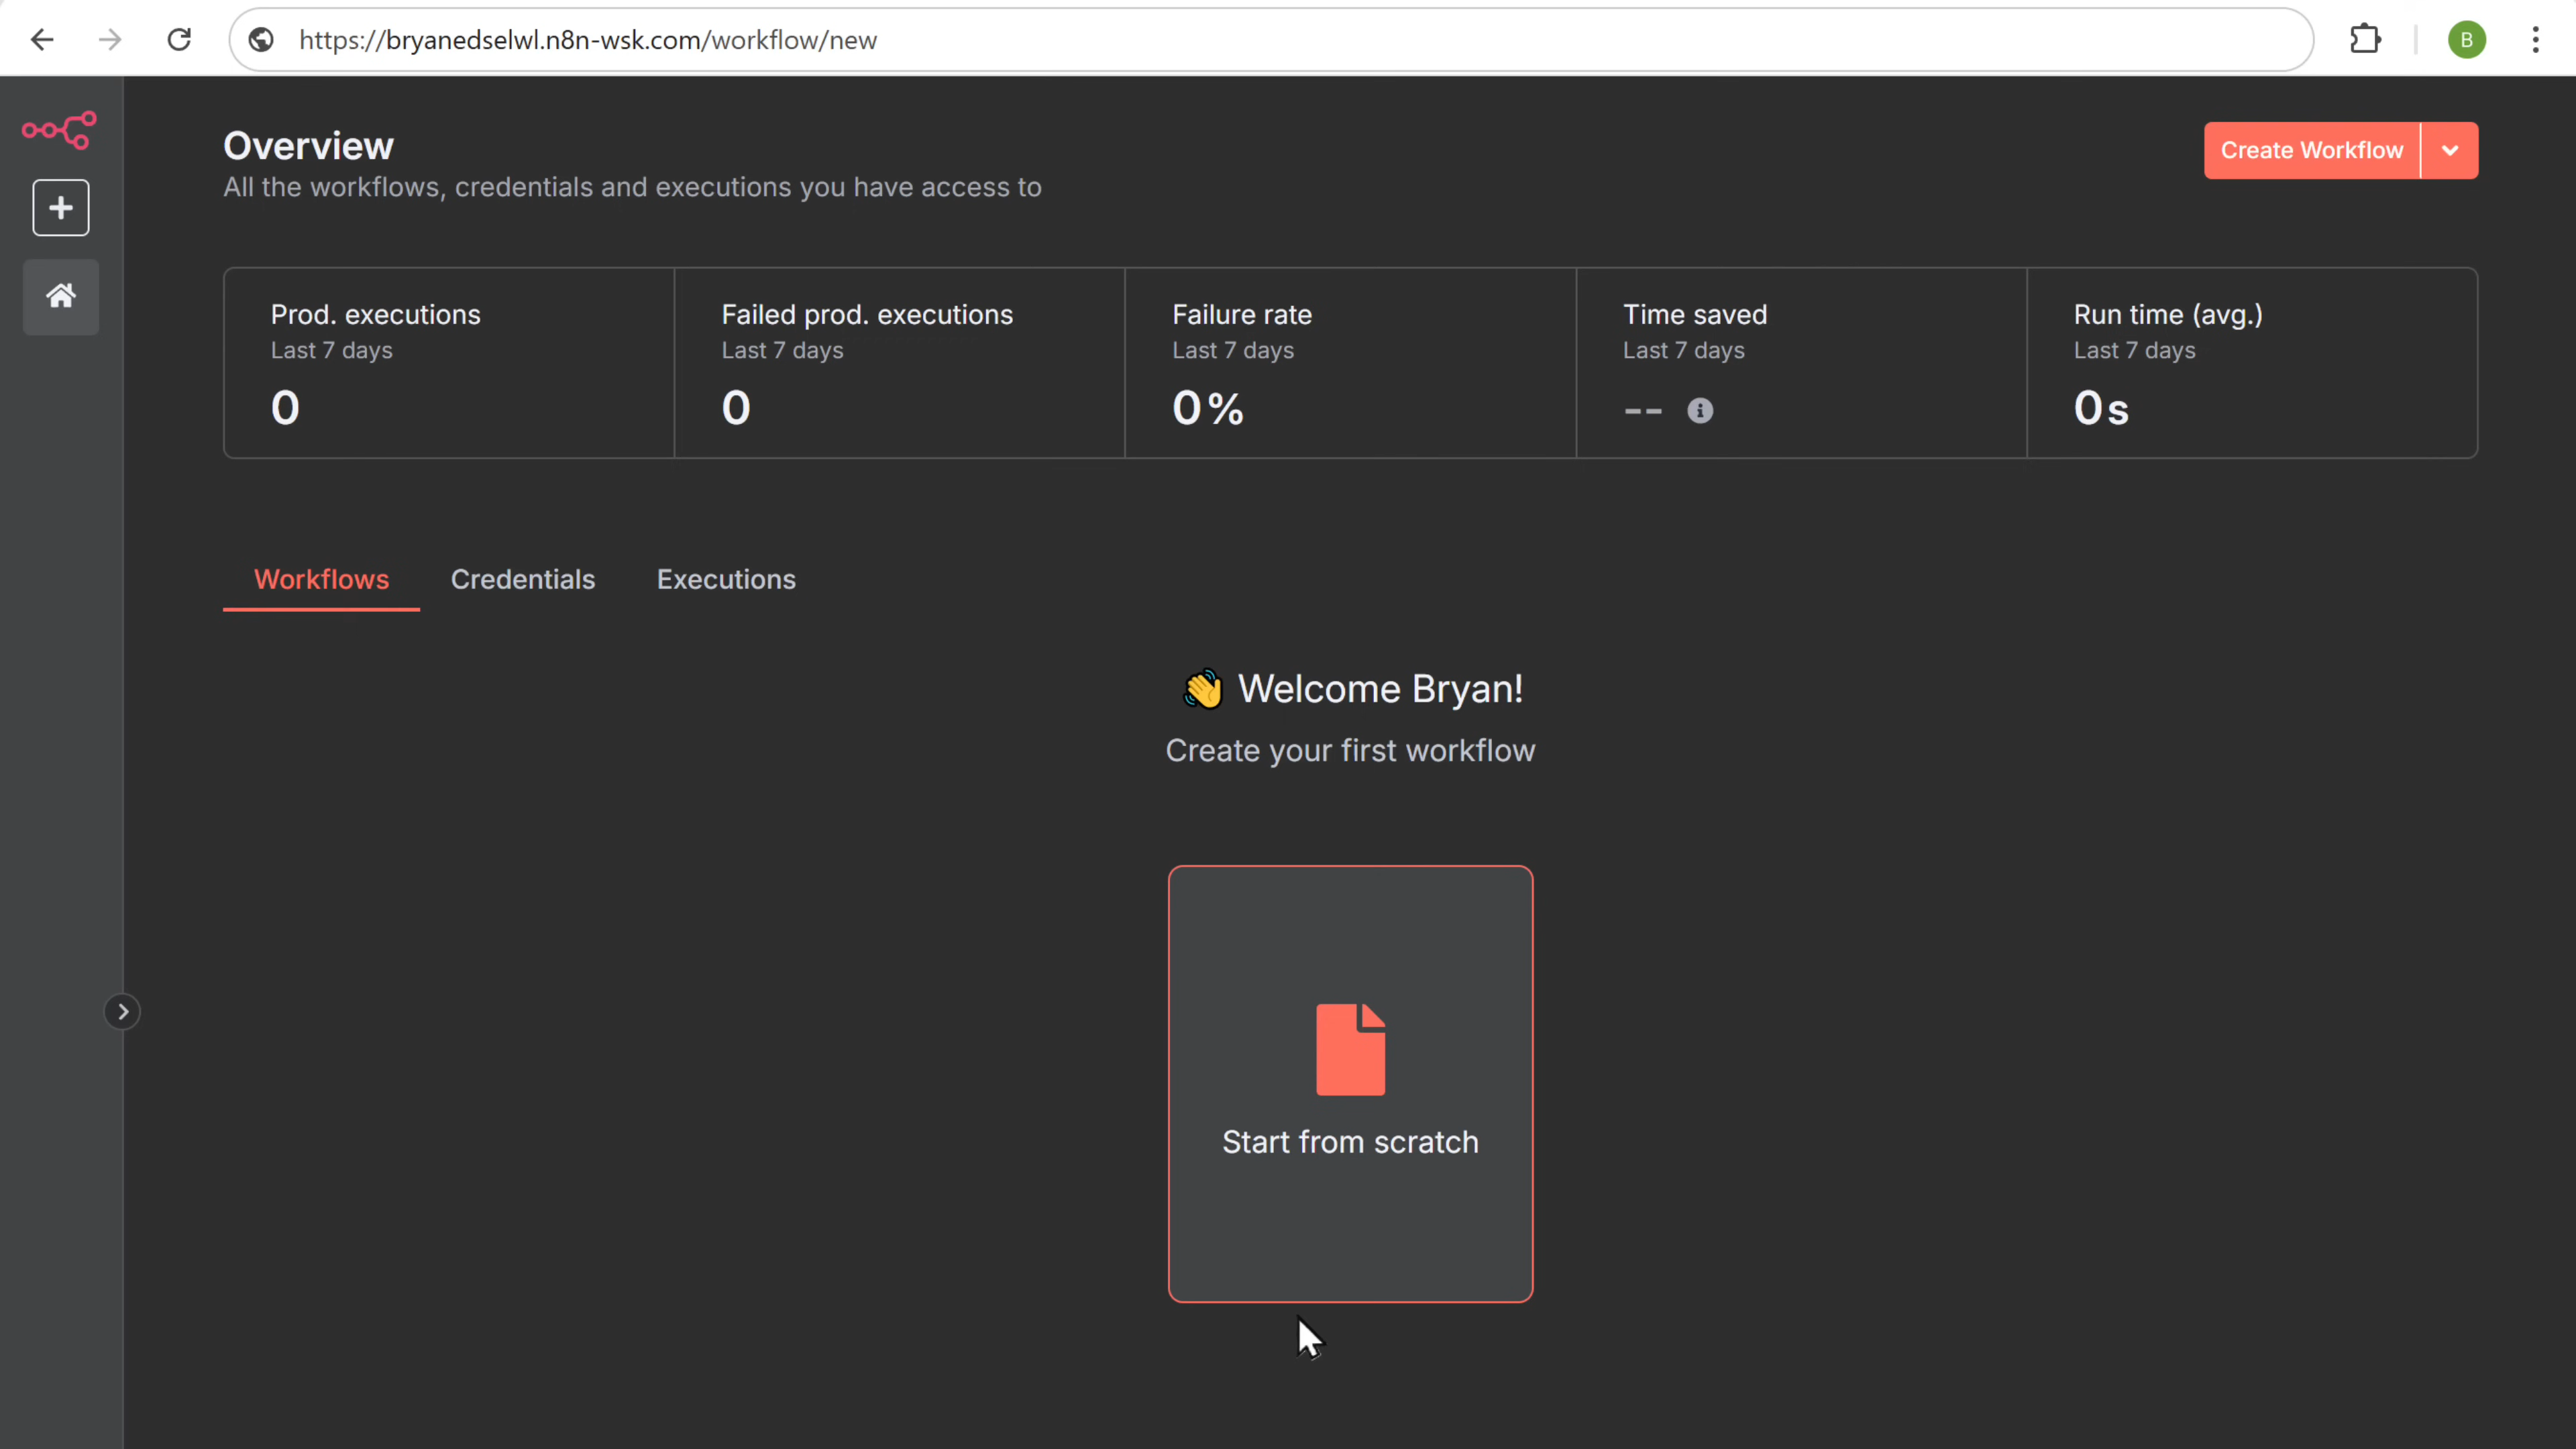 https://bryanedselwl.n8n-wsk.com/workflow/new
B
Overview
All the workflows, credentials and executions you have access to
Create Workflow
Prod. executions
Last 7 days
0
Failed prod. executions
Last 7 days
0
Failure rate
Last 7 days
0%
Time saved
Last 7 days
--
Run time (avg.)
Last 7 days
0s
Workflows Credentials Executions
👋 Welcome Bryan!
Create your first workflow
Start from scratch